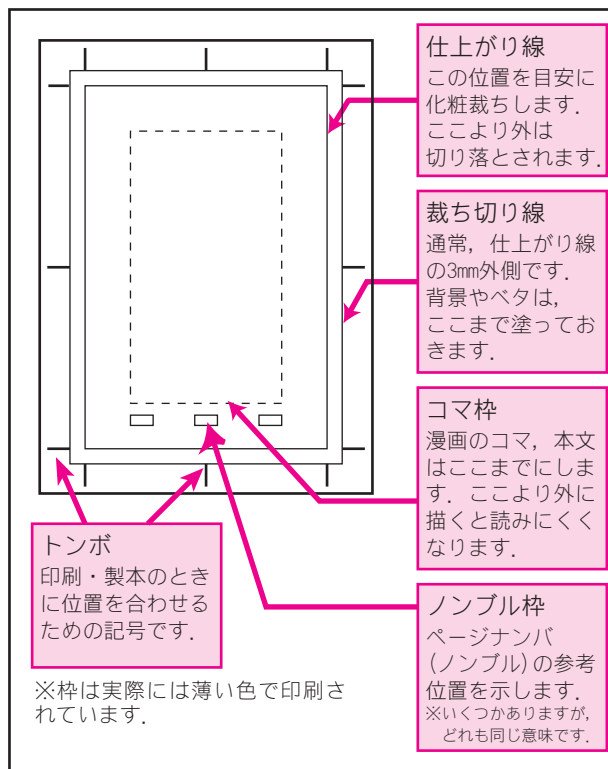 仕上がり線
この位置を目安に
化粧裁ちします．
ここより外は
切り落とされます．
裁ち切り線
通常，仕上がり線
の3mm外側です．
背景やベタは，
ここまで塗ってお
きます．
コマ枠
漫画のコマ，本文
はここまでにしま
す．ここより外に
描くと読みにくく
なります．
トンボ
印刷・製本のとき
に位置を合わせる
ための記号です．
ノンブル枠
ページナンバ
(ノンブル)の参考
位置を示します．
※いくつかありますが，
どれも同じ意味です．
※枠は実際には薄い色で印刷さ
れています．